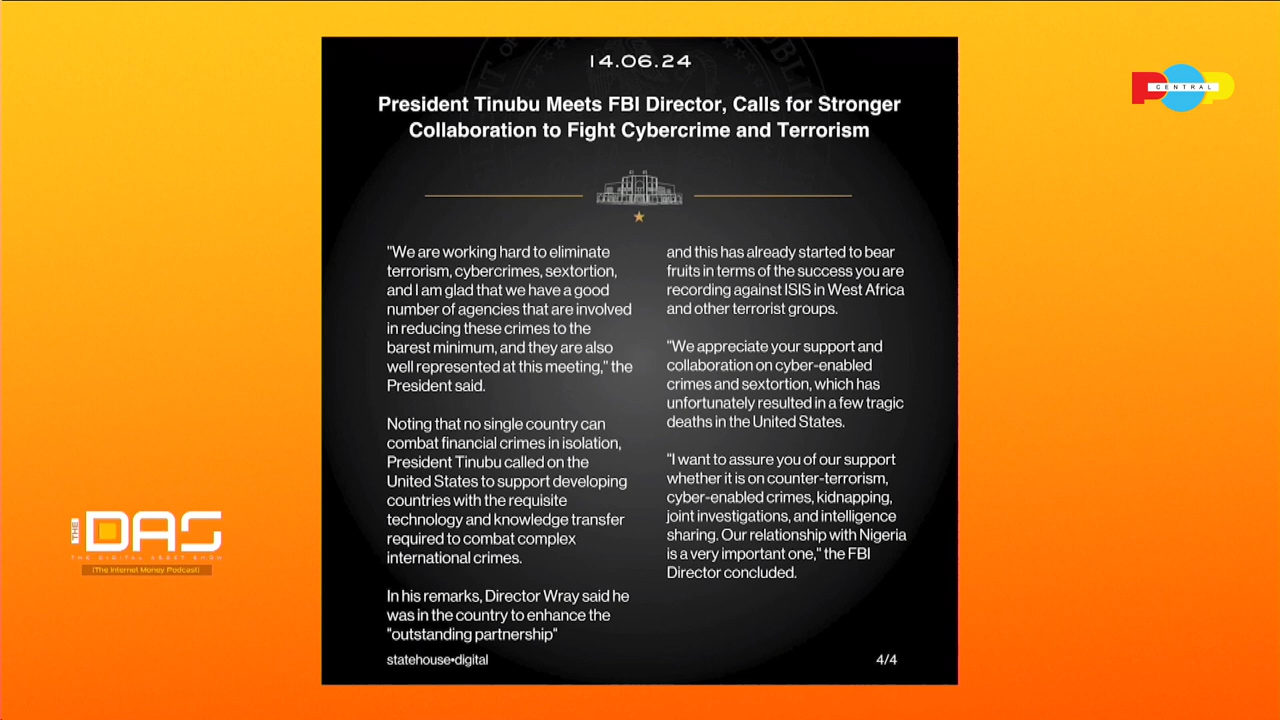 14.06.24
President Tinubu Meets FBI Director, Calls for Stronger
Collaboration to Fight Cybercrime and Terrorism
"We are working hard to eliminate
terrorism, cybercrimes, sextortion,
and I am glad that we have a good
number of agencies that are involved
in reducing these crimes to the
barest minimum, and they are also
well represented at this meeting," the
President said.
Noting that no single country can
combat financial crimes in isolation,
President Tinubu called on the
United States to support developing
countries with the requisite
technology and knowledge transfer
required to combat complex
international crimes.
In his remarks, Director Wray said he
was in the country to enhance the
"outstanding partnership"
and this has already started to bear
fruits in terms of the success you are
recording against ISIS in West Africa
and other terrorist groups.
"We appreciate your support and
collaboration on cyber-enabled
crimes and sextortion, which has
unfortunately resulted in a few tragic
deaths in the United States.
"I want to assure you of our support
whether it is on counter-terrorism,
cyber-enabled crimes, kidnapping,
joint investigations, and intelligence
sharing. Our relationship with Nigeria
is a very important one," the FBI
Director concluded.
statehouse•digital
4/4
POP
CENTRAL
THE
DAS
THE DIGITAL ASSET SHOW
(The Internet Money Podcast)